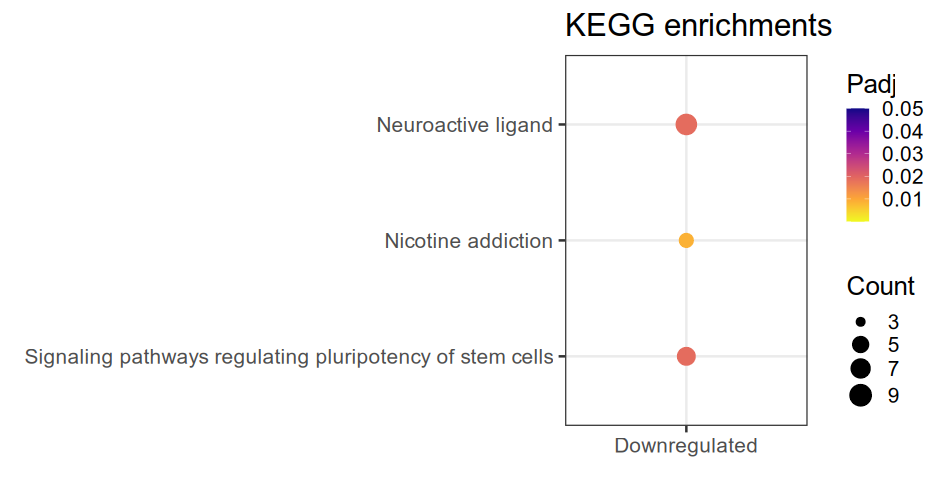 KEGG enrichments
Neuroactive ligand
Nicotine addiction
Signaling pathways regulating pluripotency of stem cells
Downregulated
Padj
0.05
0.04
0.03
0.02
0.01
Count
3
5
7
9